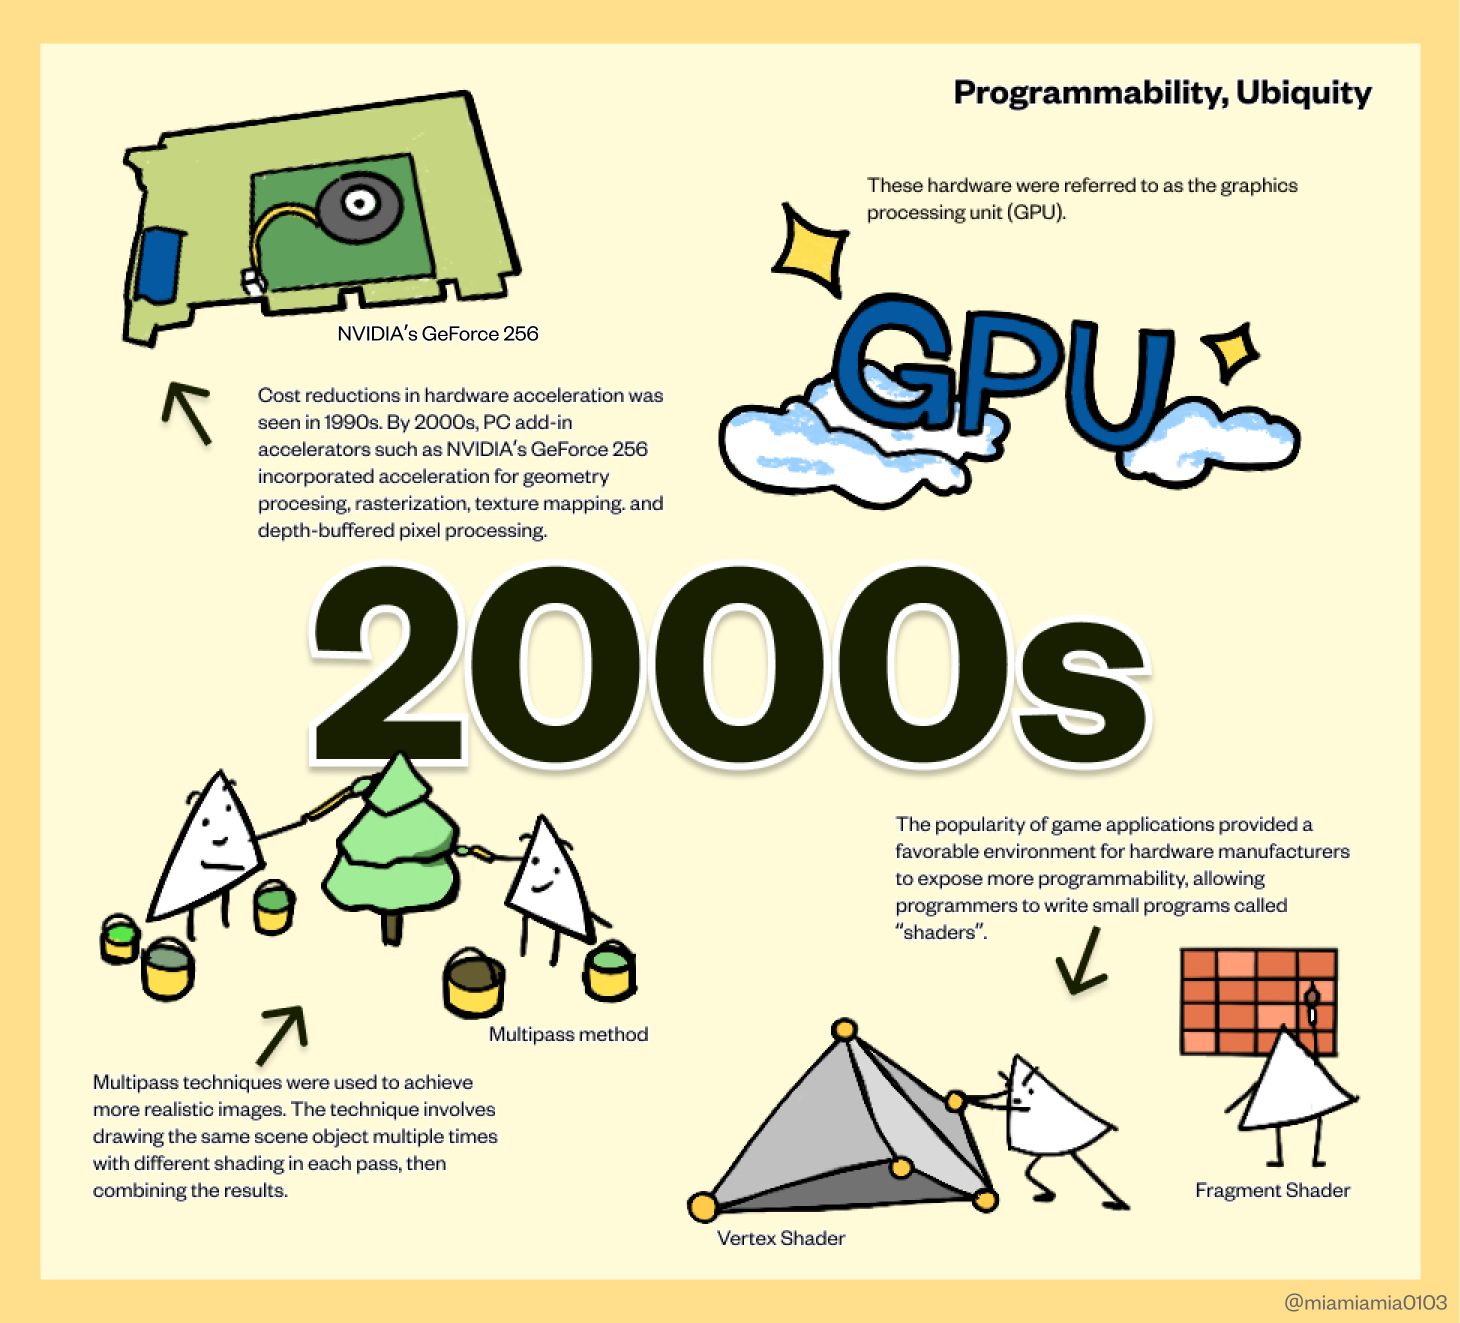 Programmability, Ubiquity
These hardware were referred to as the graphics
processing unit (GPU).
GPU
NVIDIA's GeForce 256
Cost reductions in hardware acceleration was
seen in 1990s. By 2000s, PC add-in
accelerators such as NVIDIA's GeForce 256
incorporated acceleration for geometry
procesing, rasterization, texture mapping. and
depth-buffered pixel processing.
2000s
Multipass method
Multipass techniques were used to achieve
more realistic images. The technique involves
drawing the same scene object multiple times
with different shading in each pass, then
combining the results.
The popularity of game applications provided a
favorable environment for hardware manufacturers
to expose more programmability, allowing
programmers to write small programs called
"shaders".
Fragment Shader
Vertex Shader
@miamiamia0103